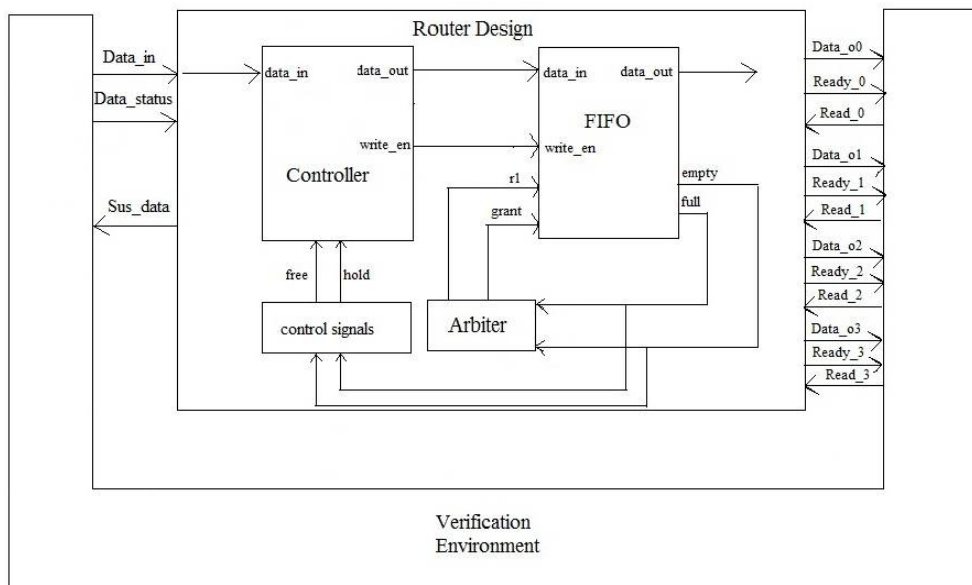 Router Design
Data_in
Data_status
Sus_data
data_in
data_out
write_en
Controller
free
hold
control signals
data_in
data_out
FIFO
write_en
r1
grant
empty
full
Arbiter
Data_o0
Ready_0
Read_0
Data_o1
Ready_1
Read_1
Data_o2
Ready_2
Read_2
Data_o3
Ready_3
Read_3
Verification
Environment